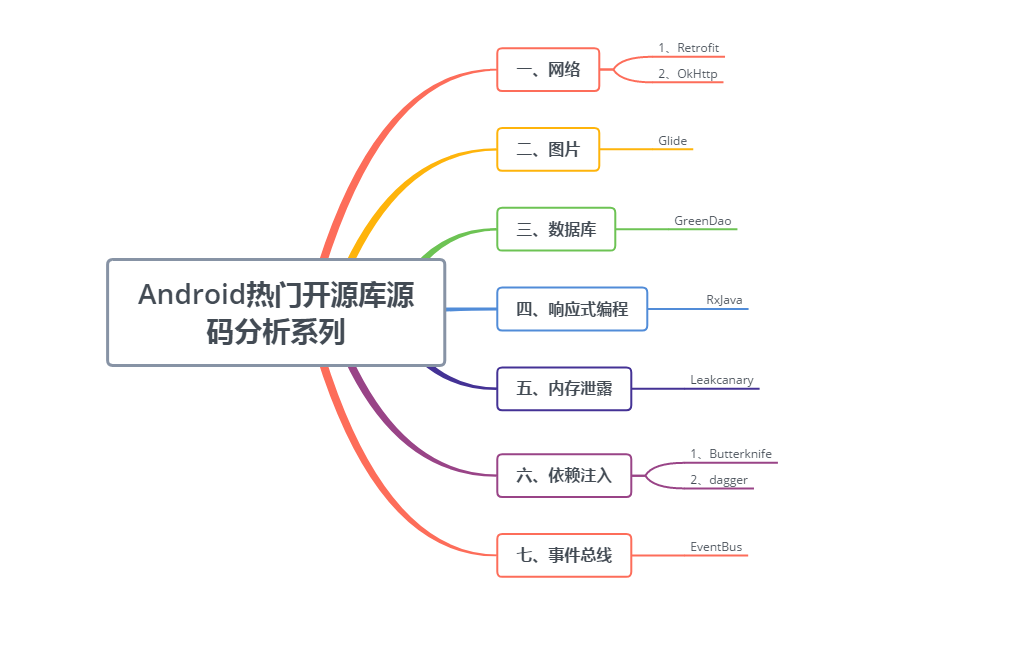 Android热门开源库源
码分析系列
一、网络
1、Retrofit
2、OkHttp
二、图片
Glide
三、数据库
GreenDao
四、响应式编程
RxJava
五、内存泄露
Leakcanary
六、依赖注入
1、Butterknife
2、dagger
七、事件总线
EventBus